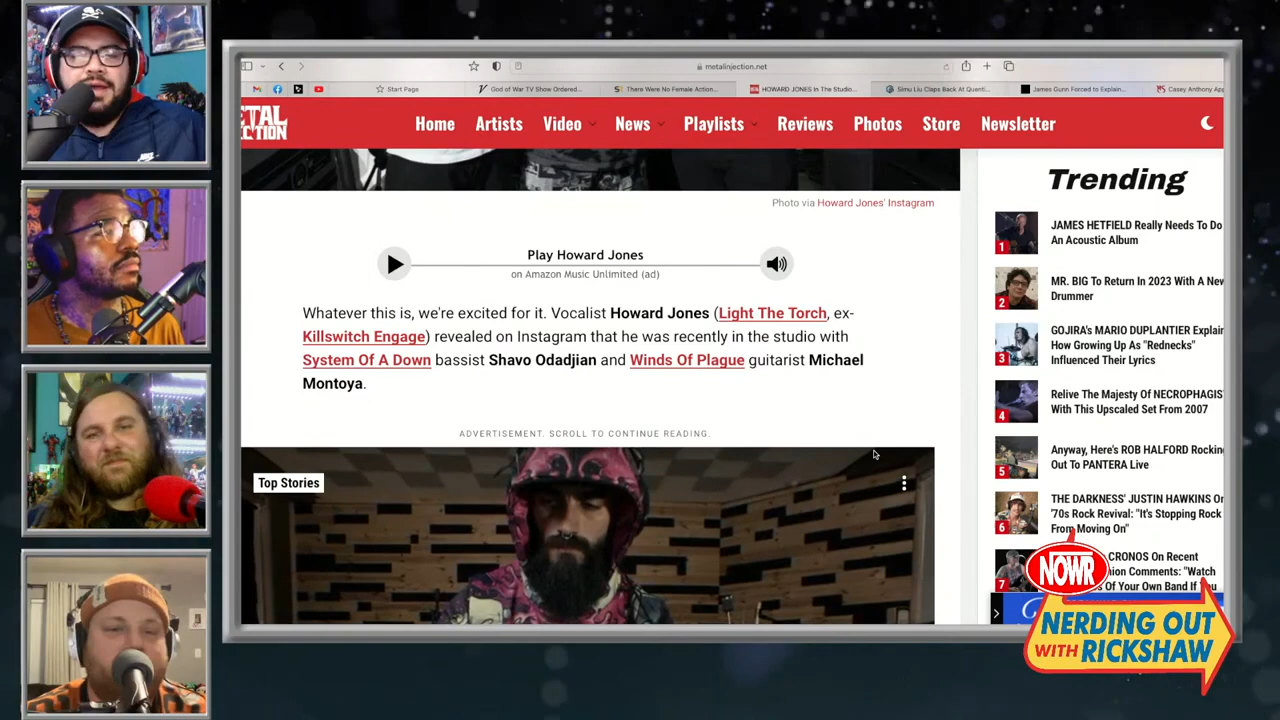 metalinjection.net
Start Page
God of War TV Show Ordered...
There Were No Female Action...
HOWARD JONES In The Studio...
Simu Liu Claps Back At Quenti...
James Gunn Forced to Explain...
Casey Anthony App
ETAL
Home Artists Video News Playlists Reviews Photos Store Newsletter
Photo via Howard Jones' Instagram
Play Howard Jones
on Amazon Music Unlimited (ad)
Whatever this is, we're excited for it. Vocalist Howard Jones (Light The Torch, ex-
Killswitch Engage) revealed on Instagram that he was recently in the studio with
System Of A Down bassist Shavo Odadjian and Winds Of Plague guitarist Michael
Montoya.
ADVERTISEMENT. SCROLL TO CONTINUE READING.
Top Stories
Trending
1
JAMES HETFIELD Really Needs To Do
An Acoustic Album
2
MR. BIG To Return In 2023 With A New
Drummer
3
GOJIRA's MARIO DUPLANTIER Explain
How Growing Up As "Rednecks"
Influenced Their Lyrics
4
Relive The Majesty Of NECROPHAGIS
With This Upscaled Set From 2007
5
Anyway, Here's ROB HALFORD Rocking
Out To PANTERA Live
6
THE DARKNESS' JUSTIN HAWKINS On
'70s Rock Revival: "It's Stopping Rock
From Moving On"
7
CRONOS On Recent
nion Comments: "Watch
s Of Your Own Band If You
NOWR
NERDING OUT
WITH RICKSHAW